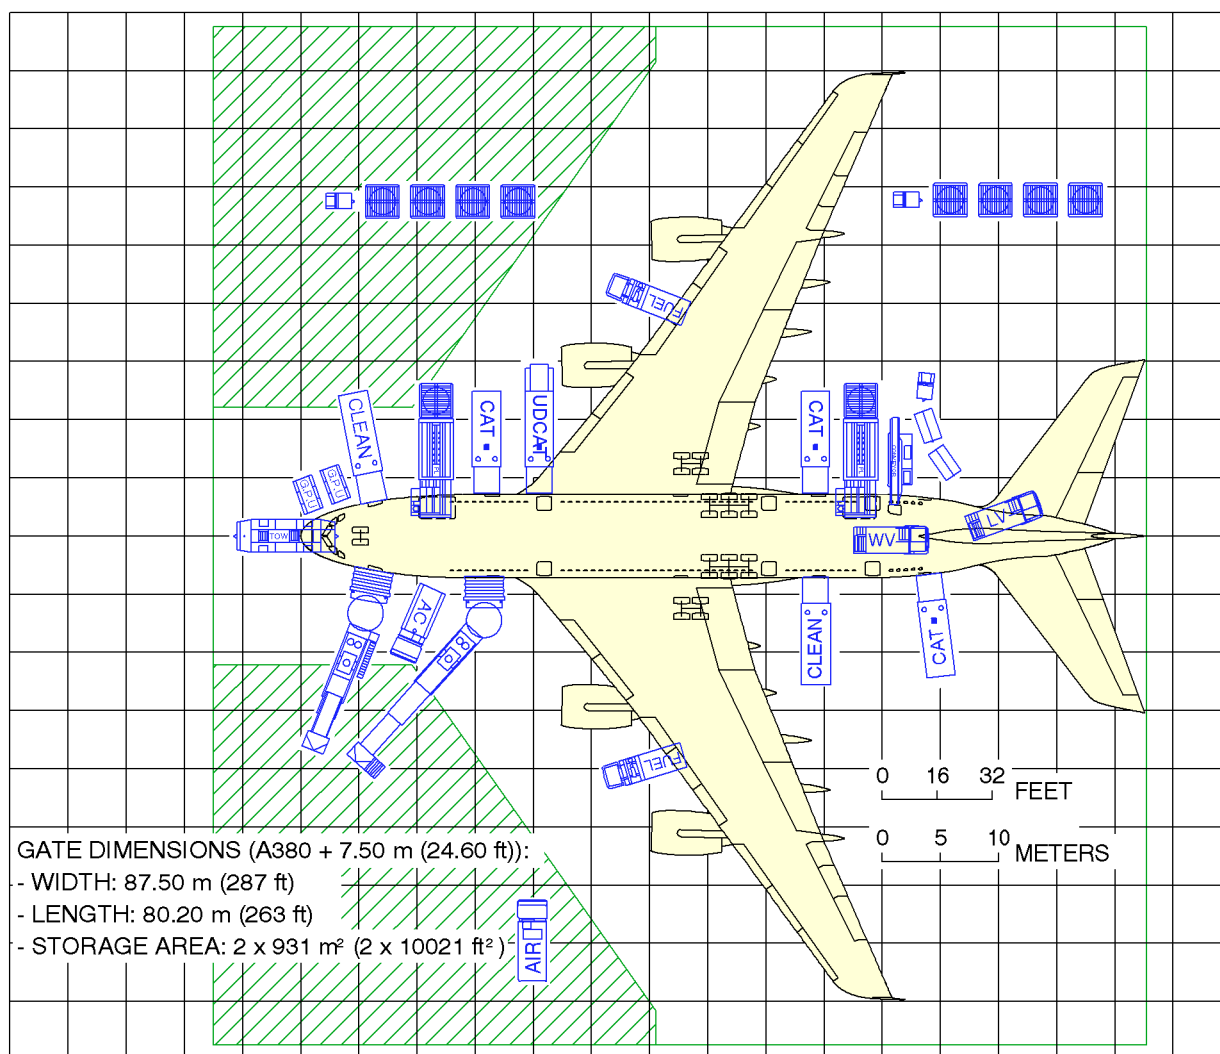 FUEL
CLEAN
CAT
UDCAT
CAT
GPU
GPU
TOW
WV
LV
AC
CLEAN
CAT
FUEL
0 16 32
FEET
0 5 10
METERS
GATE DIMENSIONS (A380 + 7.50 m (24.60 ft)):
- WIDTH: 87.50 m (287 ft)
- LENGTH: 80.20 m (263 ft)
- STORAGE AREA: 2 x 931 m² (2 x 10021 ft²)
AIR